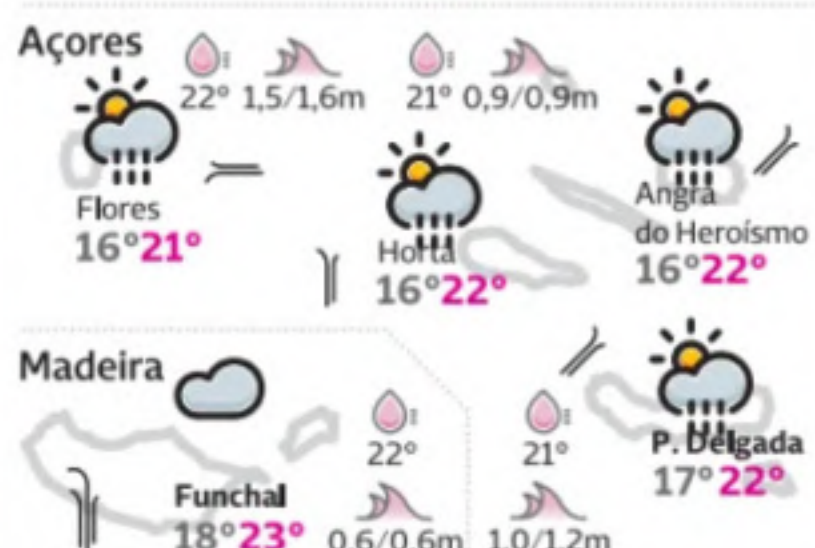 Açores
22° 1,5/1,6m
21° 0,9/0,9m
Flores
16°21°
Horta
16°22°
Angra
do Heroísmo
16°22°
Madeira
22°
0,6/0,6m
Funchal
18°23°
21°
1,0/1,2m
P. Delgada
17°22°